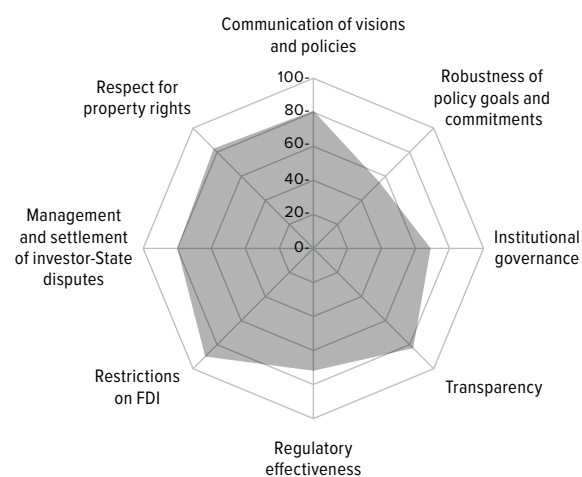 Communication of visions
and policies
Robustness of
policy goals and
commitments
Institutional
governance
Transparency
Regulatory
effectiveness
Restrictions
on FDI
Management
and settlement
of investor-State
disputes
Respect for
property rights
100-
80-
60-
40-
20-
0-